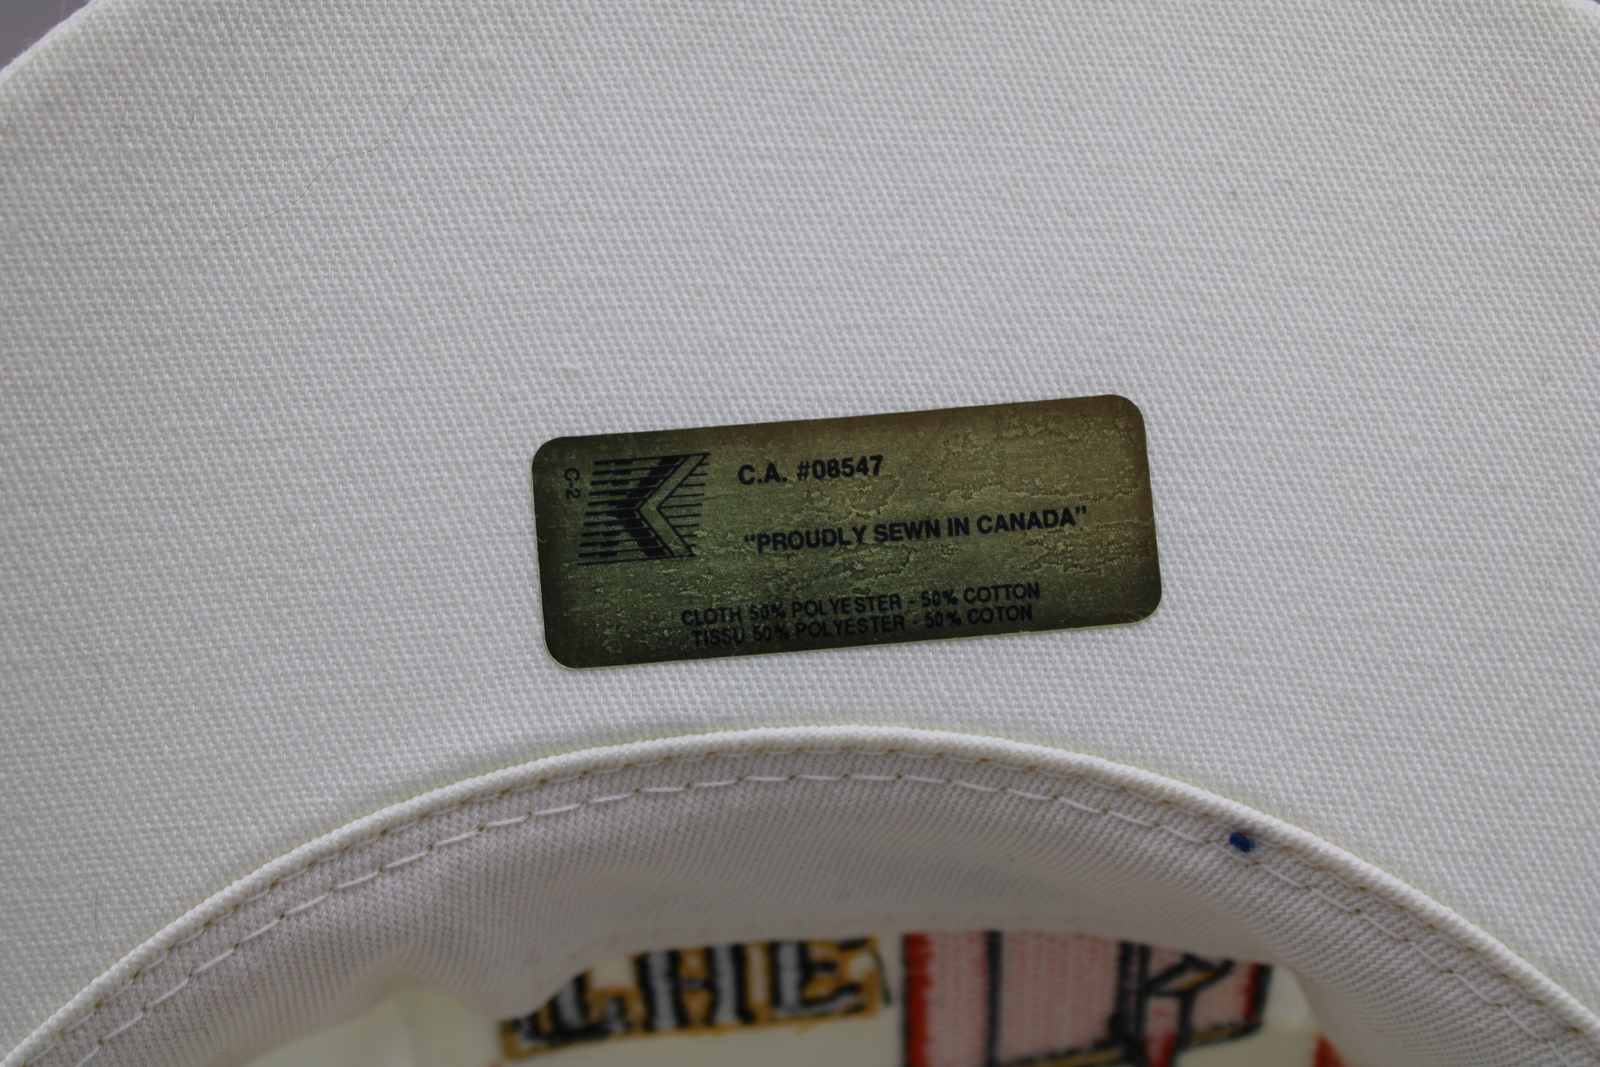 C-2
K
C.A. #08547
"PROUDLY SEWN IN CANADA"
CLOTH 50% POLYESTER - 50% COTTON
TISSU 50% POLYESTER - 50% COTON